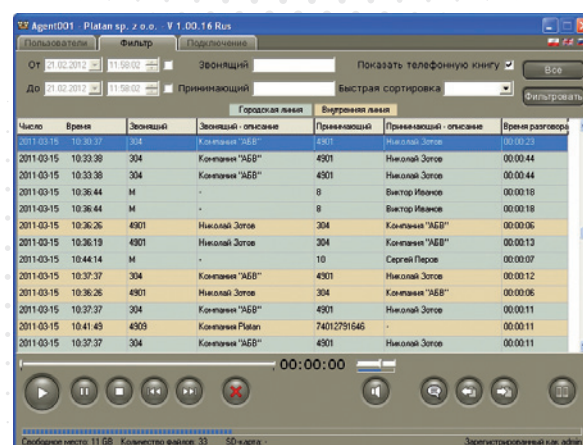 Agent001 - Platan sp. z o.o. - V 1.00.16 Rus
Пользователи Фильтр Подключение
От 21.02.2012 11:58:02 Звонящий Показать телефонную книгу Все
До 21.02.2012 11:58:02 Принимающий Быстрая сортировка Фильтровать
Городская линия Внутренняя линия
Число Время Звонящий Звонящий - описание Принимающий Принимающий - описание Время разговора
2011-03-15 10:30:37 304 Компания "АБВ" 4901 Николай Зотов 00:00:23
2011-03-15 10:33:38 304 Компания "АБВ" 4901 Николай Зотов 00:00:44
2011-03-15 10:33:38 304 Компания "АБВ" 4901 Николай Зотов 00:00:44
2011-03-15 10:36:44 M - 8 Виктор Иванов 00:00:18
2011-03-15 10:36:44 M - 8 Виктор Иванов 00:00:18
2011-03-15 10:36:26 4901 Николай Зотов 304 Компания "АБВ" 00:00:06
2011-03-15 10:36:19 4901 Николай Зотов 304 Компания "АБВ" 00:00:13
2011-03-15 10:44:14 M - 10 Сергей Перов 00:00:07
2011-03-15 10:37:37 304 Компания "АБВ" 4901 Николай Зотов 00:00:12
2011-03-15 10:36:26 4901 Николай Зотов 304 Компания "АБВ" 00:00:06
2011-03-15 10:37:37 304 Компания "АБВ" 4901 Николай Зотов 00:00:11
2011-03-15 10:41:49 4909 Компания Platan 74012791646 - 00:00:11
2011-03-15 10:37:37 304 Компания "АБВ" 4901 Николай Зотов 00:00:11
00:00:00
Свободное место: 11 GB Количество файлов: 33 SD-карта: - Зарегистрированный как admin